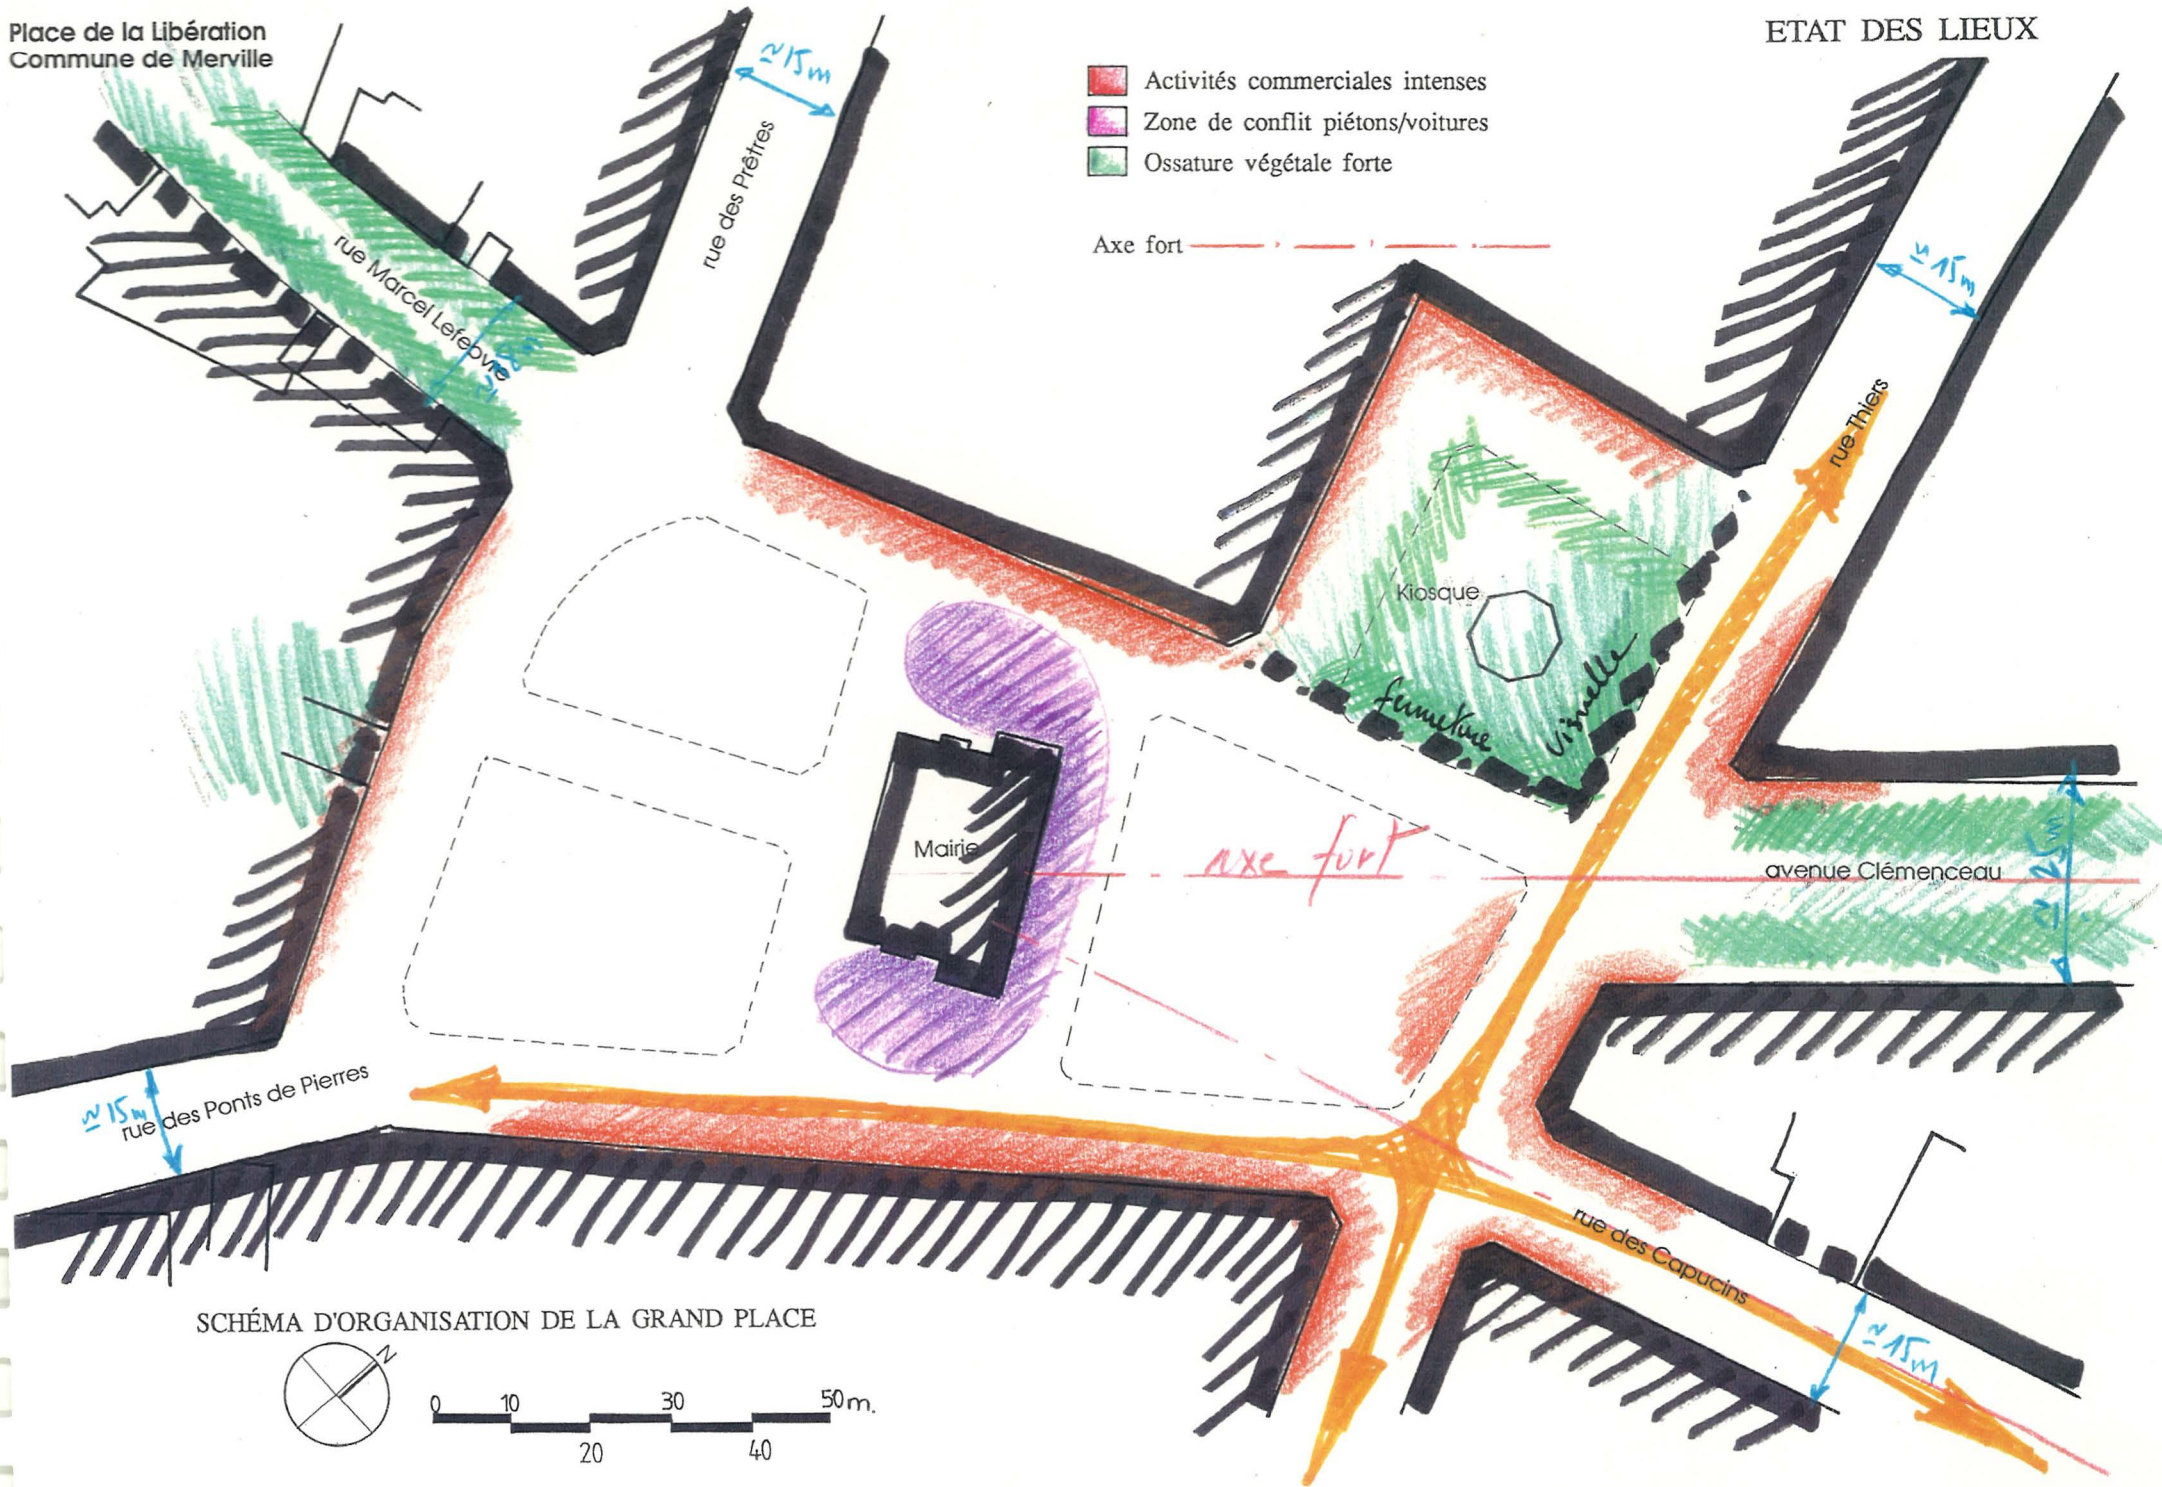 Place de la Libération
Commune de Merville
ETAT DES LIEUX
Activités commerciales intenses
Zone de conflit piétons/voitures
Ossature végétale forte
Axe fort
≃15m
rue des Prêtres
rue Marcel Lefebvre
≃15m
rue Thiers
Kiosque
fermeture visuelle
Mairie
axe fort
avenue Clémenceau
≃25m
≃15m
rue des Ponts de Pierres
rue des Capucins
≃15m
SCHÉMA D'ORGANISATION DE LA GRAND PLACE
N
0 10 30 50m.
20 40